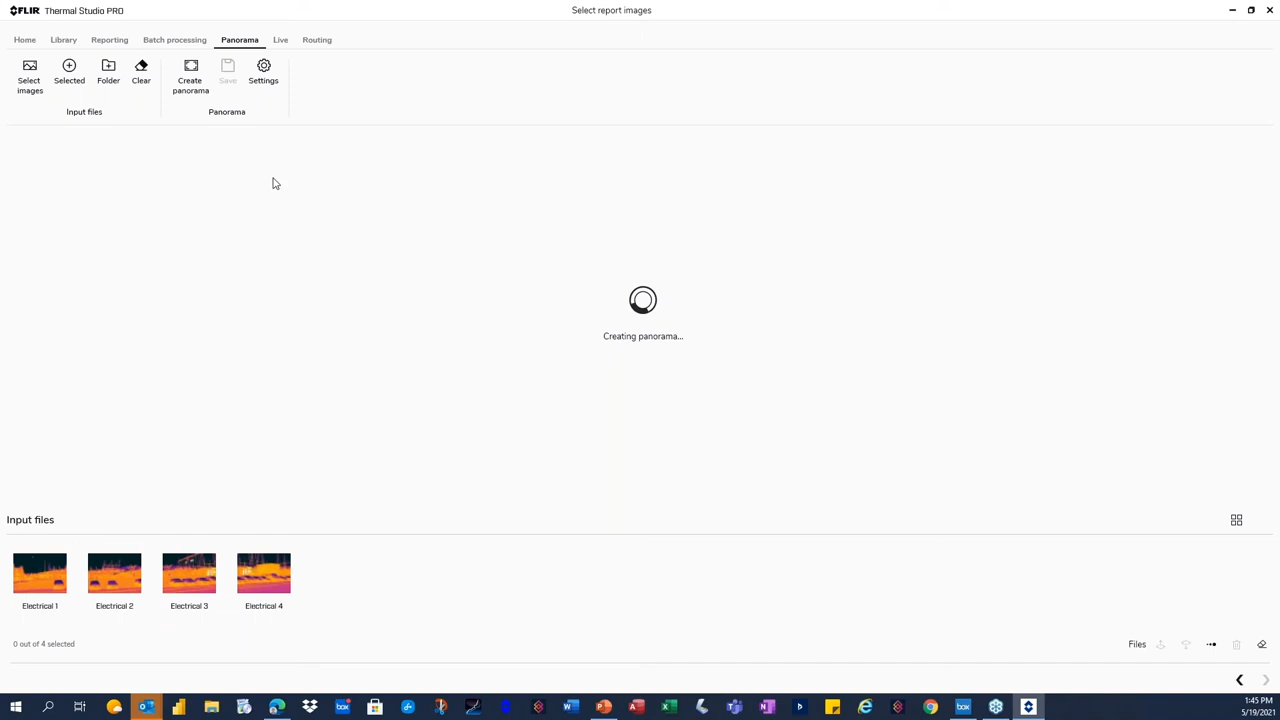 FLIR Thermal Studio PRO
Select report images
Home Library Reporting Batch processing Panorama Live Routing
Select images
Selected
Folder
Clear
Create panorama
Save
Settings
Input files
Panorama
Creating panorama...
Input files
Electrical 1
Electrical 2
Electrical 3
Electrical 4
0 out of 4 selected
Files
1:45 PM
5/19/2021